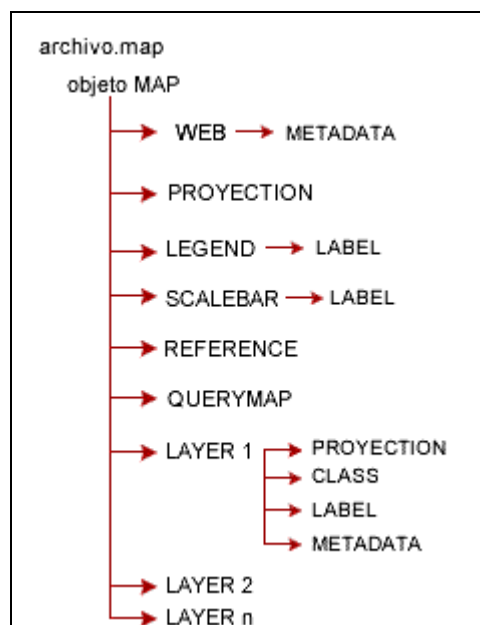 archivo.map
objeto MAP
WEB METADATA
PROYECTION
LEGEND LABEL
SCALEBAR LABEL
REFERENCE
QUERYMAP
LAYER 1 PROYECTION
CLASS
LABEL
METADATA
LAYER 2
LAYER n